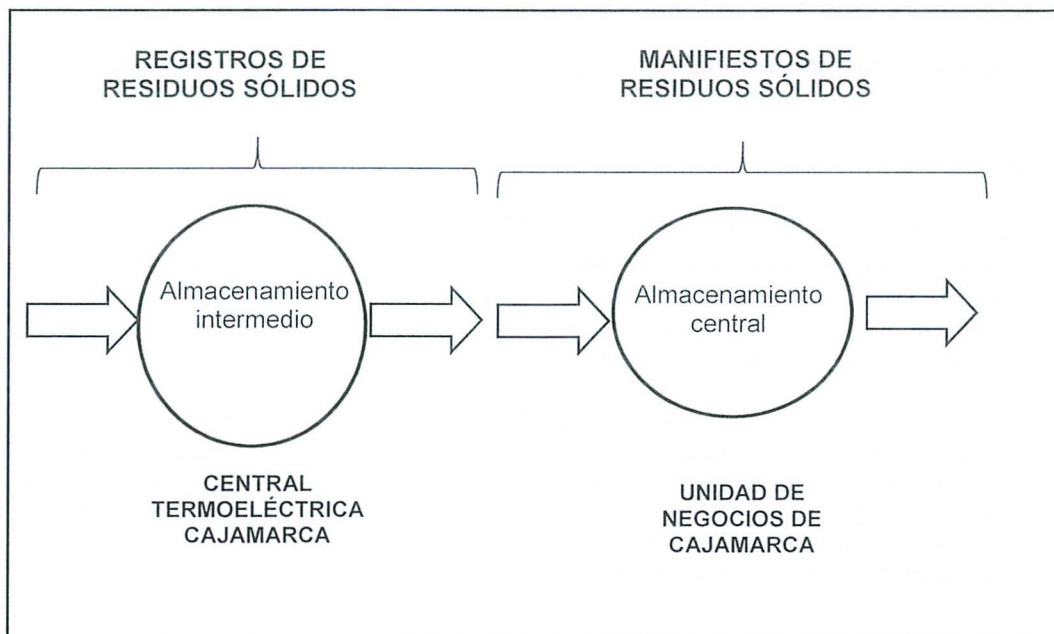 REGISTROS DE
RESIDUOS SÓLIDOS
MANIFIESTOS DE
RESIDUOS SÓLIDOS
Almacenamiento
intermedio
Almacenamiento
central
CENTRAL
TERMOELÉCTRICA
CAJAMARCA
UNIDAD DE
NEGOCIOS DE
CAJAMARCA